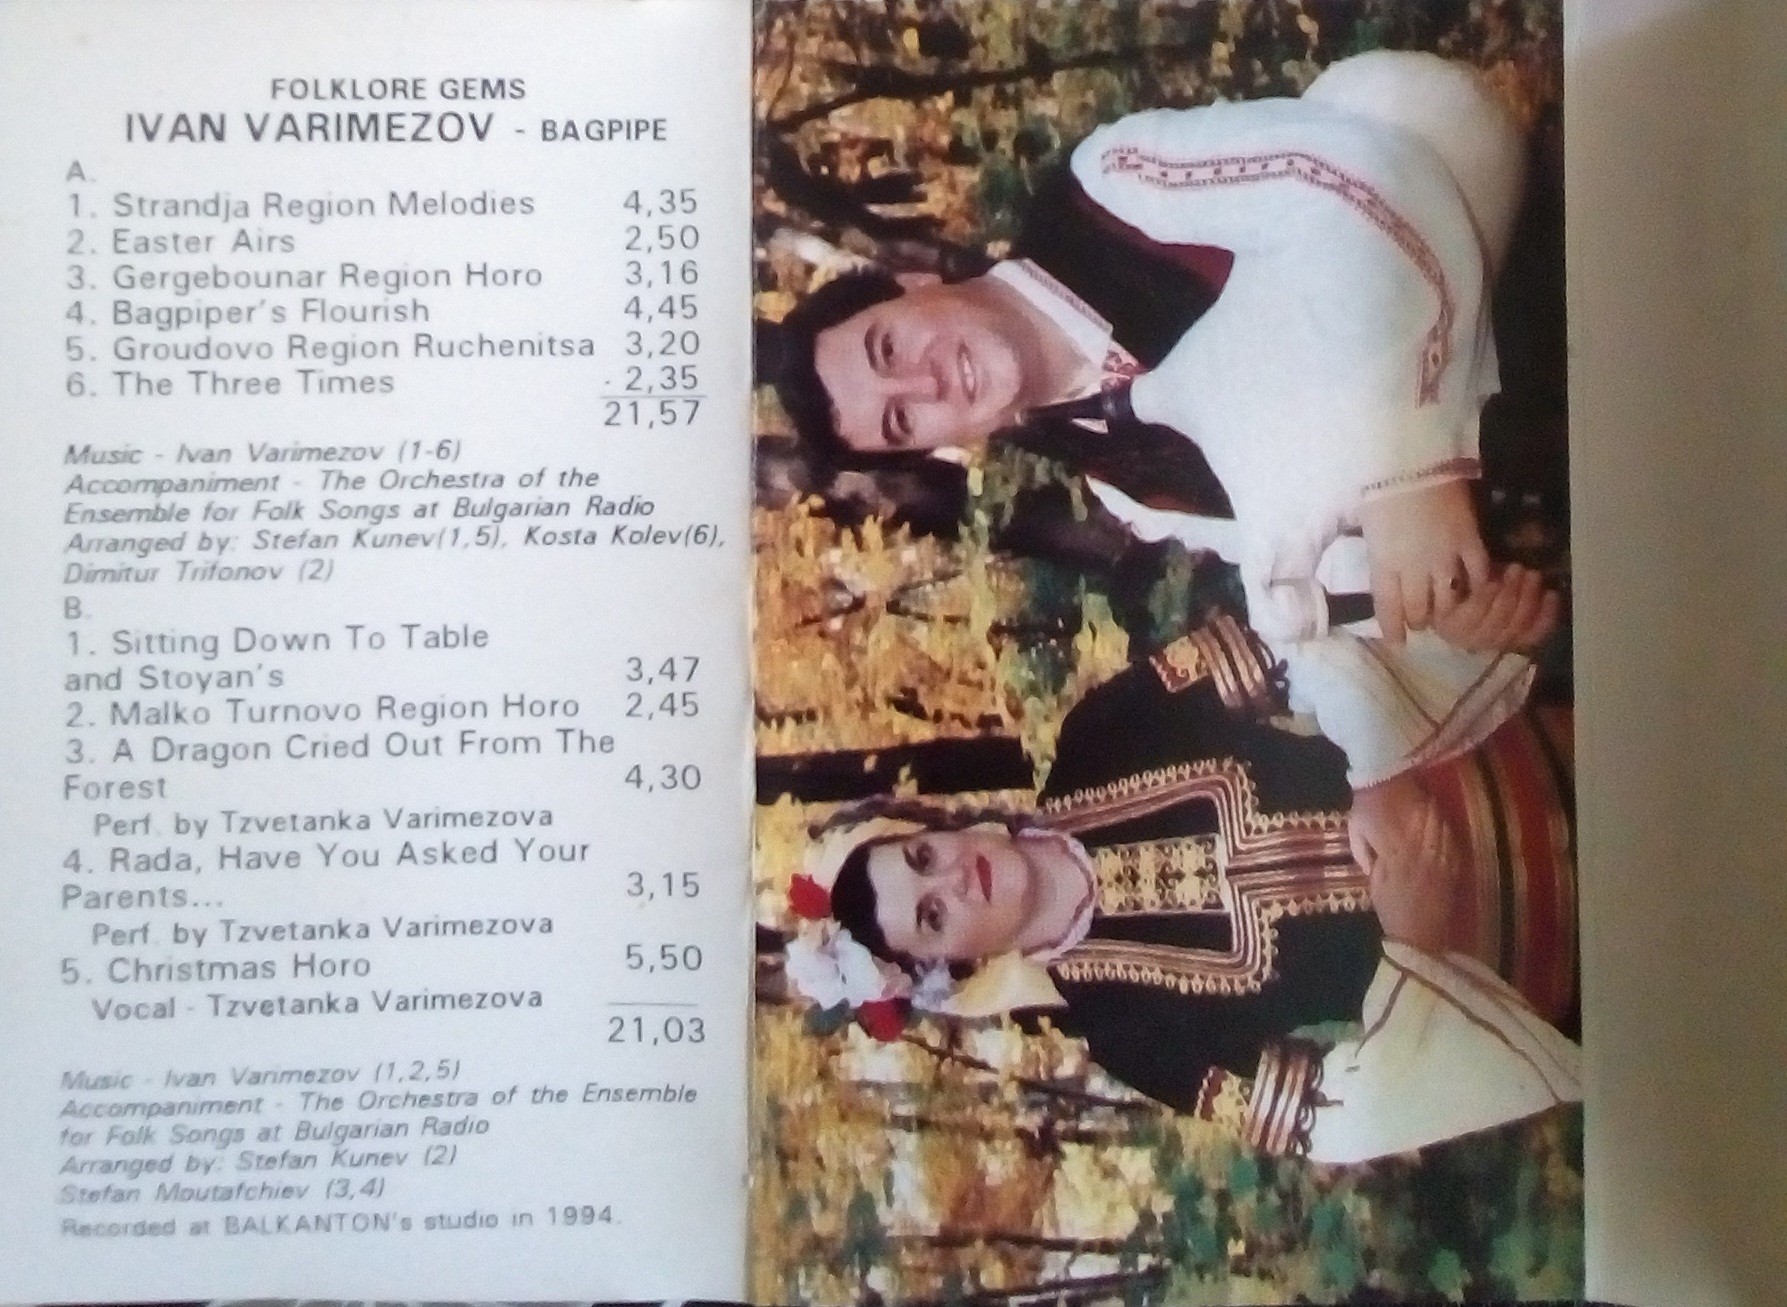 FOLKLORE GEMS
IVAN VARIMEZOV - BAGPIPE
A.
1. Strandja Region Melodies 4,35
2. Easter Airs 2,50
3. Gergebounar Region Horo 3,16
4. Bagpiper's Flourish 4,45
5. Groudovo Region Ruchenitsa 3,20
6. The Three Times 2,35
21,57
Music - Ivan Varimezov (1-6)
Accompaniment - The Orchestra of the
Ensemble for Folk Songs at Bulgarian Radio
Arranged by: Stefan Kunev(1,5), Kosta Kolev(6),
Dimitur Trifonov (2)
B.
1. Sitting Down To Table
and Stoyan's 3,47
2. Malko Turnovo Region Horo 2,45
3. A Dragon Cried Out From The
Forest 4,30
Perf. by Tzvetanka Varimezova
4. Rada, Have You Asked Your
Parents... 3,15
Perf. by Tzvetanka Varimezova
5. Christmas Horo 5,50
Vocal - Tzvetanka Varimezova
21,03
Music - Ivan Varimezov (1,2,5)
Accompaniment - The Orchestra of the Ensemble
for Folk Songs at Bulgarian Radio
Arranged by: Stefan Kunev (2)
Stefan Moutafchiev (3,4)
Recorded at BALKANTON's studio in 1994.